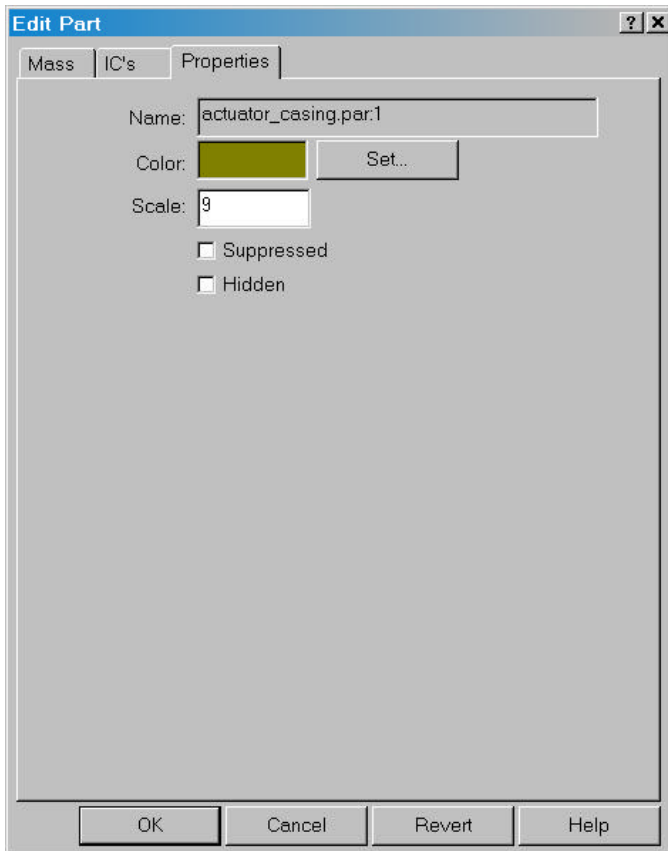 Edit Part
Mass IC's Properties
Name: actuator_casing.par:1
Color: Set...
Scale: 9
Suppressed
Hidden
OK Cancel Revert Help